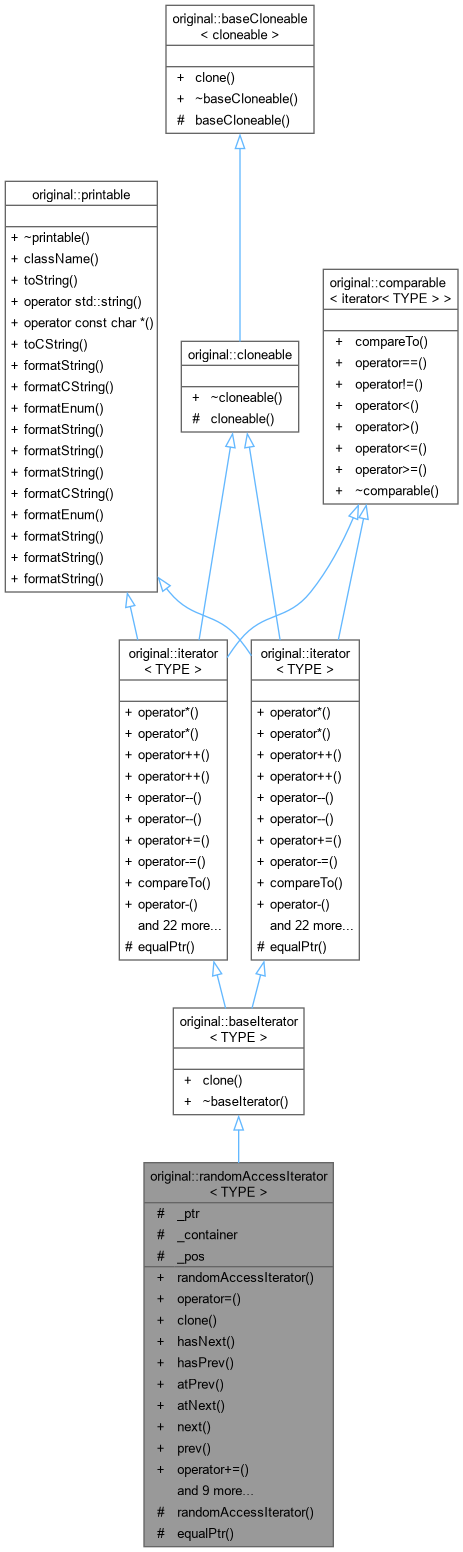 original::baseCloneable
< cloneable >
+ clone()
+ ~baseCloneable()
# baseCloneable()
original::printable
+ ~printable()
+ className()
+ toString()
+ operator std::string()
+ operator const char *()
+ toCString()
+ formatString()
+ formatCString()
+ formatEnum()
+ formatString()
+ formatString()
+ formatString()
+ formatCString()
+ formatEnum()
+ formatString()
+ formatString()
+ formatString()
original::cloneable
+ ~cloneable()
# cloneable()
original::comparable
< iterator< TYPE > >
+ compareTo()
+ operator==()
+ operator!=()
+ operator<()
+ operator>()
+ operator<=()
+ operator>=()
+ ~comparable()
original::iterator
< TYPE >
+ operator*()
+ operator*()
+ operator++()
+ operator++()
+ operator--()
+ operator--()
+ operator+=()
+ operator-=()
+ compareTo()
+ operator-()
and 22 more...
# equalPtr()
original::iterator
< TYPE >
+ operator*()
+ operator*()
+ operator++()
+ operator++()
+ operator--()
+ operator--()
+ operator+=()
+ operator-=()
+ compareTo()
+ operator-()
and 22 more...
# equalPtr()
original::baseIterator
< TYPE >
+ clone()
+ ~baseIterator()
original::randomAccessIterator
< TYPE >
# _ptr
# _container
# _pos
+ randomAccessIterator()
+ operator=()
+ clone()
+ hasNext()
+ hasPrev()
+ atPrev()
+ atNext()
+ next()
+ prev()
+ operator+=()
and 9 more...
# randomAccessIterator()
# equalPtr()